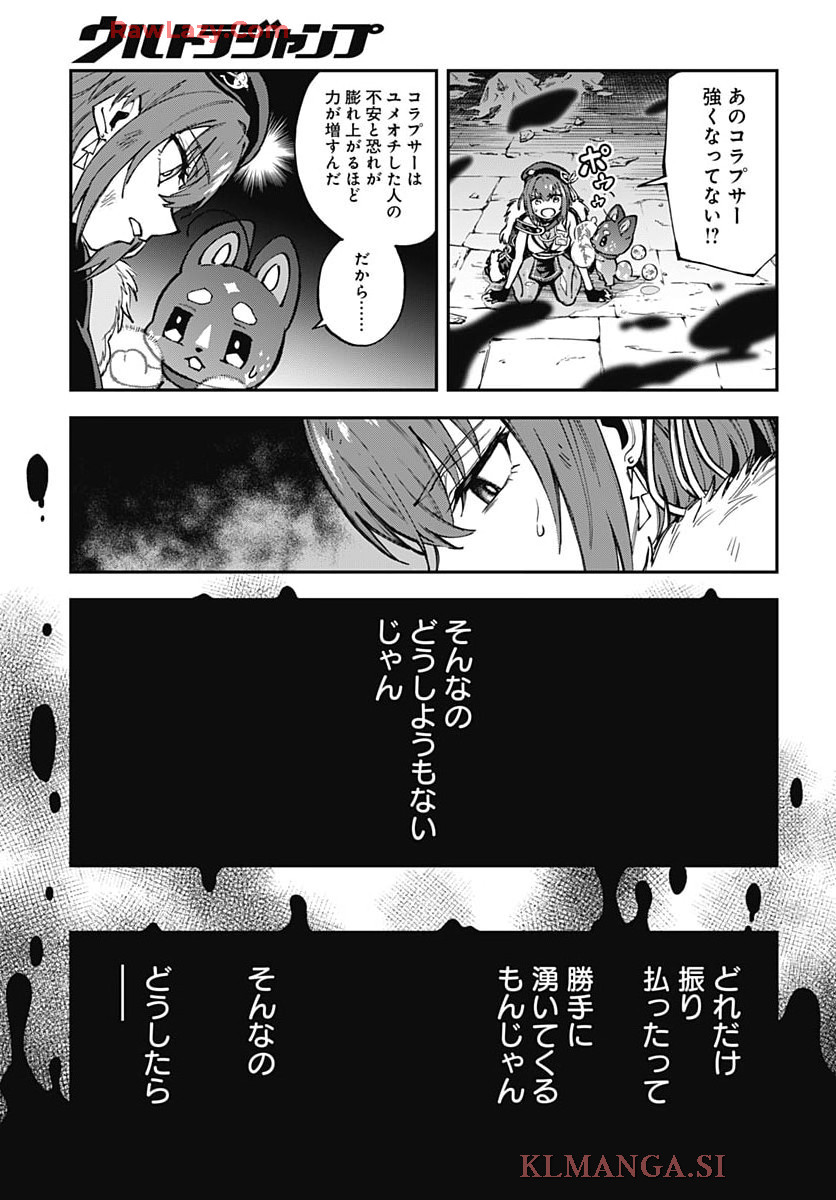 ウルトラジャンプ
RawLazy.Com
あのコラプサー
強くなってない!?
ポウッ
コラプサーは
ユメオチした人の
不安と恐れが
膨れ上がるほど
力が増すんだ
だから……
そんなの
どうしようもない
じゃん
どれだけ
振り
払ったって
勝手に
湧いてくる
もんじゃん
そんなの
どうしたら
――
KLMANGA.SI